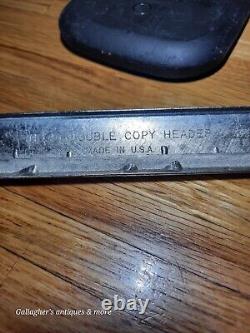 DOUBLE COPY HEADER
MADE IN U.S.A.
Gallagher's antiques & more